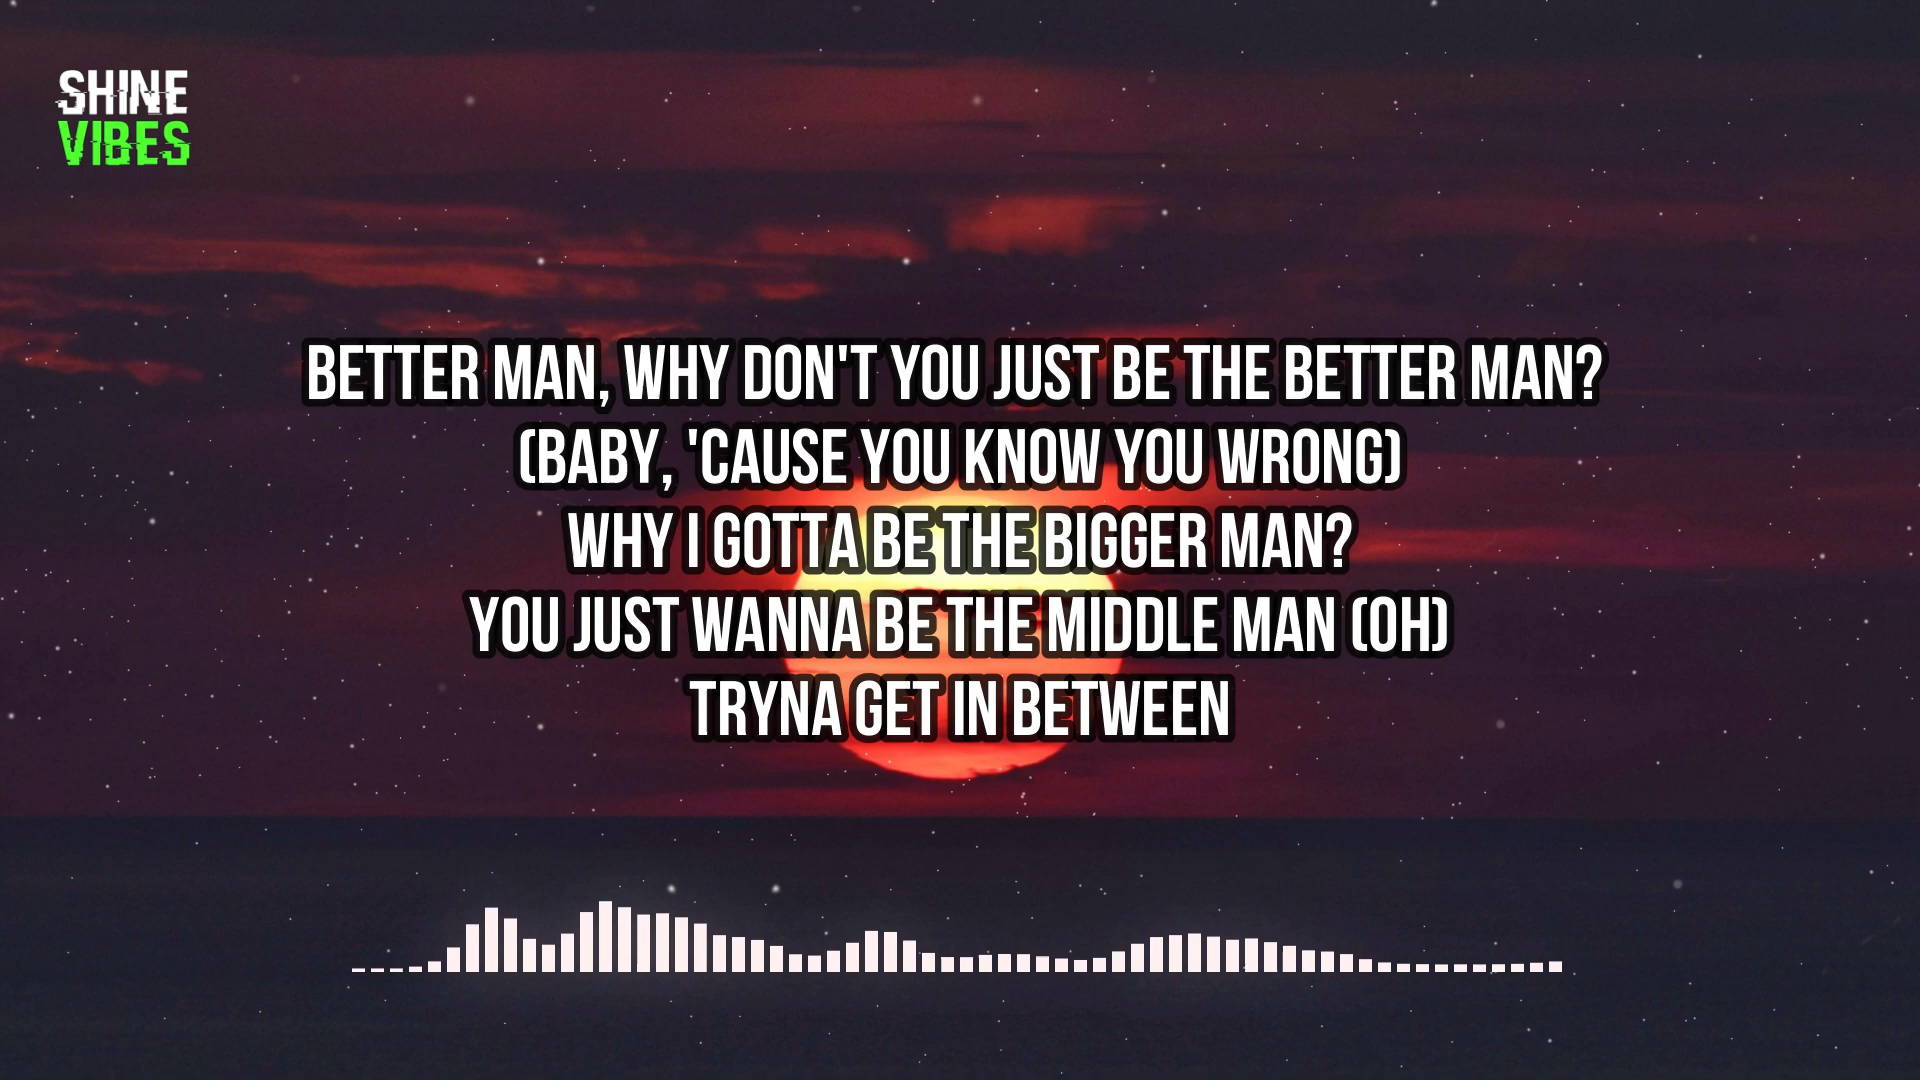 SHINE
VIBES
BETTER MAN, WHY DON'T YOU JUST BE THE BETTER MAN?
(BABY, 'CAUSE YOU KNOW YOU WRONG)
WHY I GOTTA BE THE BIGGER MAN?
YOU JUST WANNA BE THE MIDDLE MAN (OH)
TRYNA GET IN BETWEEN